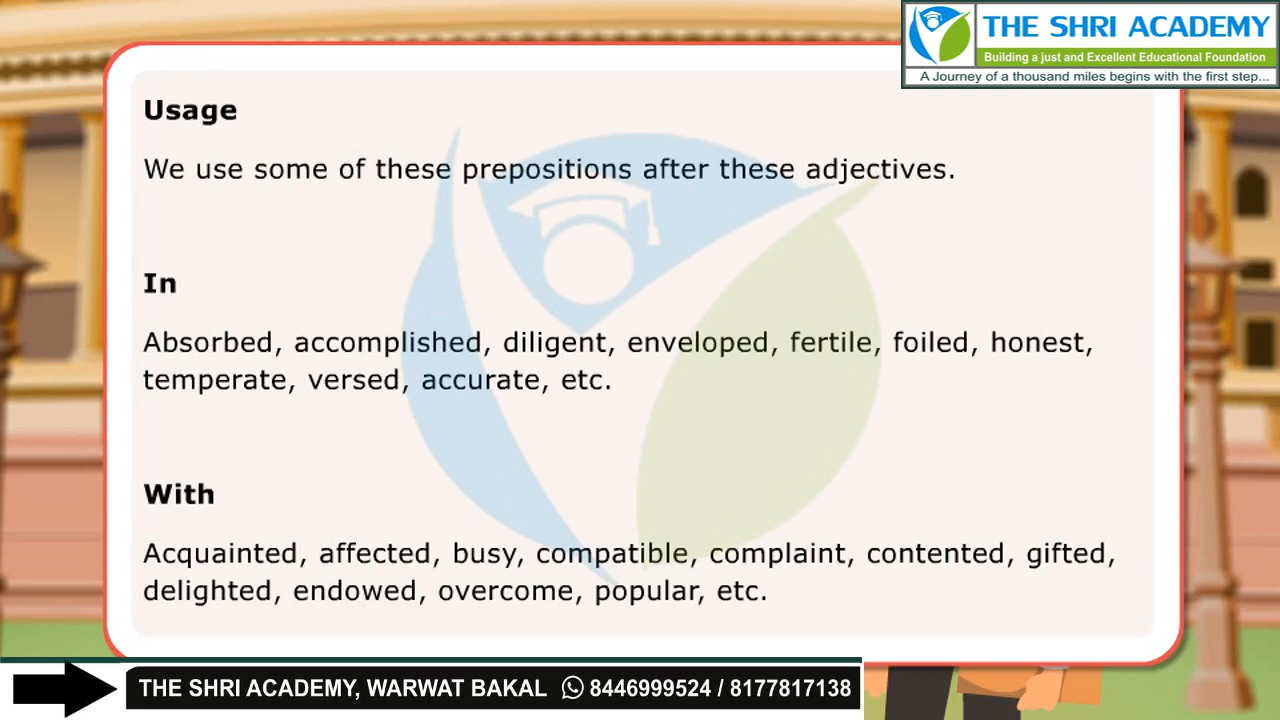 THE SHRI ACADEMY
Building a just and Excellent Educational Foundation
A Journey of a thousand miles begins with the first step...
Usage
We use some of these prepositions after these adjectives.
In
Absorbed, accomplished, diligent, enveloped, fertile, foiled, honest,
temperate, versed, accurate, etc.
With
Acquainted, affected, busy, compatible, complaint, contented, gifted,
delighted, endowed, overcome, popular, etc.
THE SHRI ACADEMY, WARWAT BAKAL 8446999524 / 8177817138